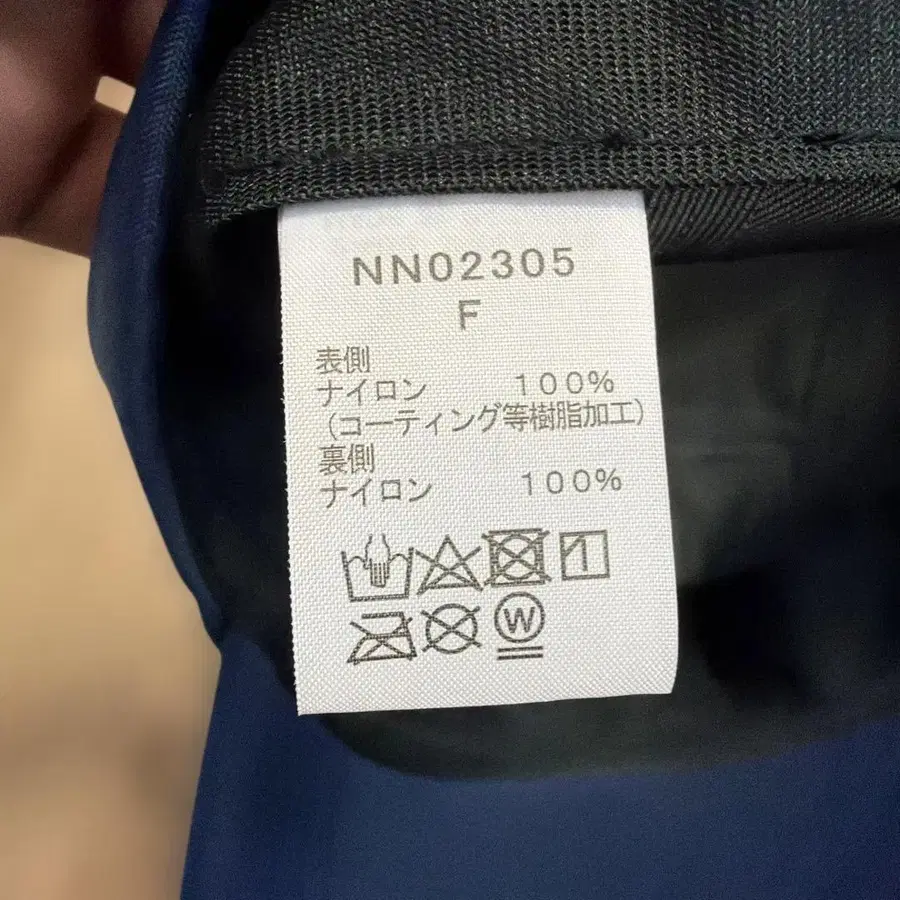 NN02305
F
表側
ナイロン 100%
(コーティング等樹脂加工)
裏側
ナイロン 100%
W